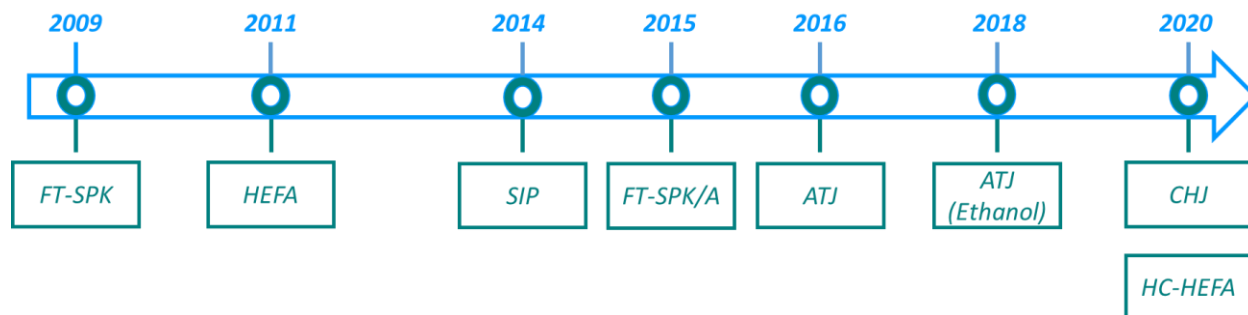 2009 2011 2014 2015 2016 2018 2020
FT-SPK HEFA SIP FT-SPK/A ATJ ATJ CHJ
(Ethanol)
HC-HEFA